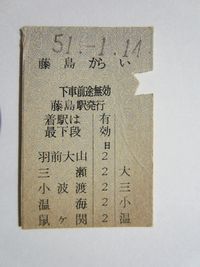 51.-1.14
藤島からい
下車前途無効
藤島駅発行
着駅は 有
最下段 効
日
羽前大山 2
三瀬 2 大
小波渡 2 三
温海 2 小
鼠ヶ関 2 温